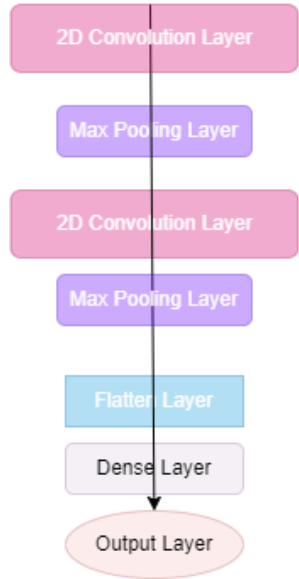 2D Convolution Layer
Max Pooling Layer
2D Convolution Layer
Max Pooling Layer
Flatten Layer
Dense Layer
Output Layer